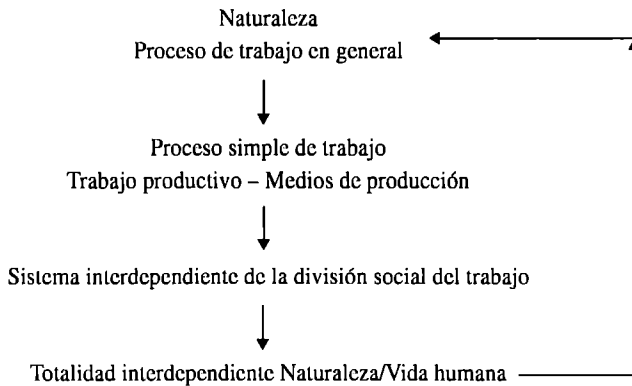 Naturaleza
Proceso de trabajo en general
Proceso simple de trabajo
Trabajo productivo – Medios de producción
Sistema interdependiente de la división social del trabajo
Totalidad interdependiente Naturaleza/Vida humana